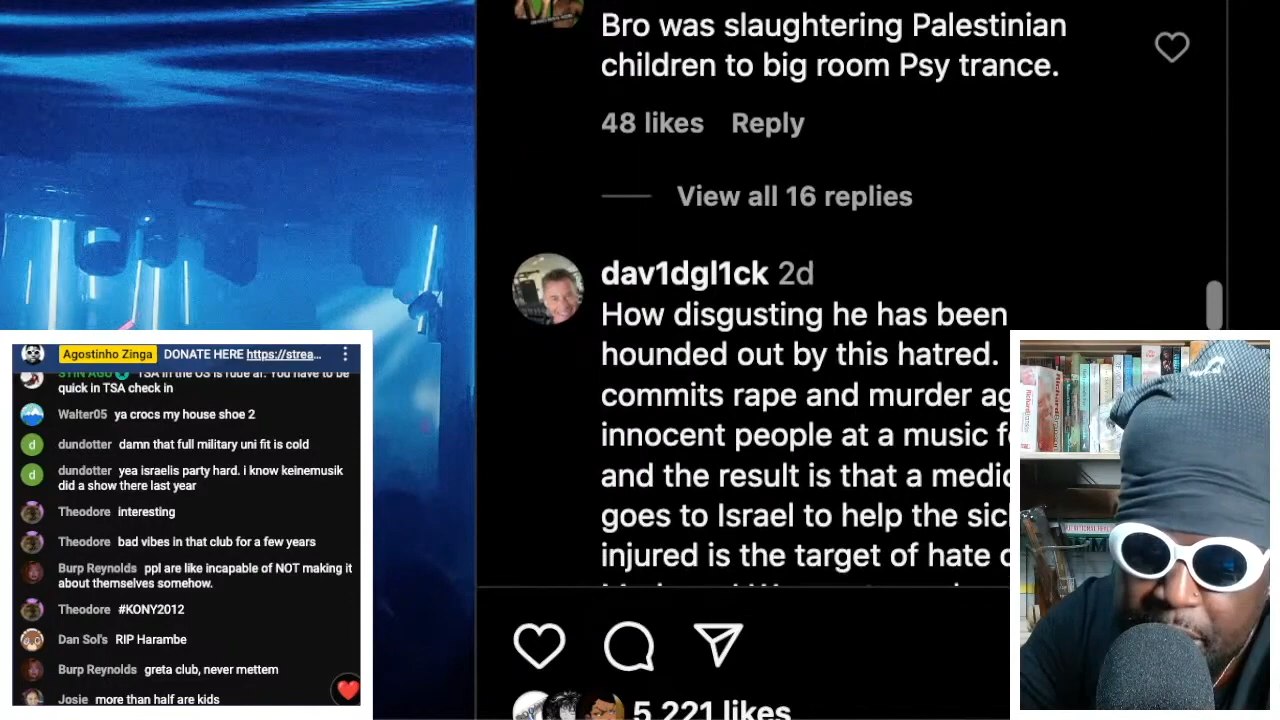 Bro was slaughtering Palestinian
children to big room Psy trance.
48 likes Reply
View all 16 replies
dav1dgl1ck 2d
How disgusting he has been
hounded out by this hatred.
commits rape and murder
innocent people at a music
and the result is that a
goes to Israel to help the
injured is the target of hate
5,221 likes
Agostinho Zinga DONATE HERE https://strea...
TSA in the US is rude af. You have to be
quick in TSA check in
Walter05 ya crocs my house shoe 2
dundotter damn that full military uni fit is cold
dundotter yea israelis party hard. i know keinemusik
did a show there last year
Theodore interesting
Theodore bad vibes in that club for a few years
Burp Reynolds ppl are like incapable of NOT making it
about themselves somehow.
Theodore #KONY2012
Dan Sol's RIP Harambe
Burp Reynolds greta club, never mettem
Josie more than half are kids